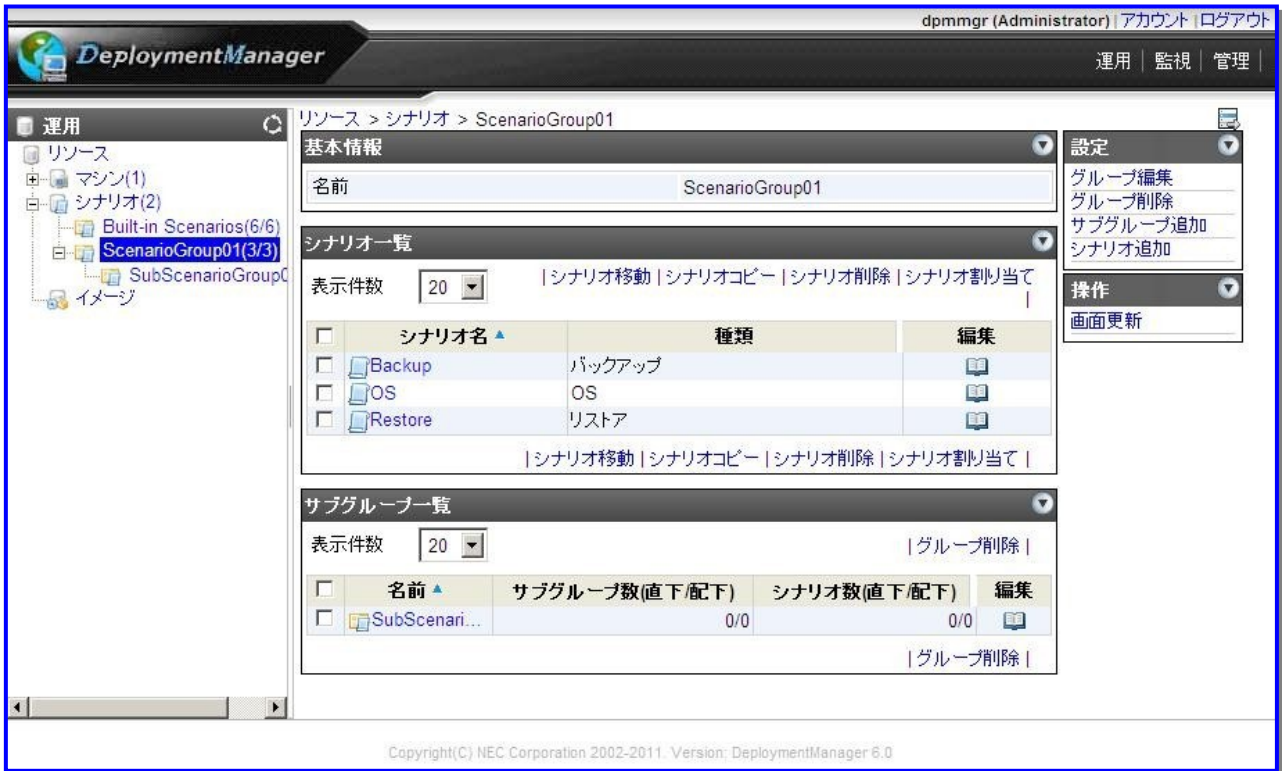 dpmmgr (Administrator) | アカウント | ログアウト
DeploymentManager
運用 | 監視 | 管理 |
運用
リソース
マシン(1)
シナリオ(2)
Built-in Scenarios(6/6)
ScenarioGroup01(3/3)
SubScenarioGroup
イメージ
リソース > シナリオ > ScenarioGroup01
基本情報
名前 ScenarioGroup01
シナリオ一覧
表示件数 20 | シナリオ移動 | シナリオコピー | シナリオ削除 | シナリオ割り当て
|
シナリオ名 種類 編集
Backup バックアップ
OS OS
Restore リストア
| シナリオ移動 | シナリオコピー | シナリオ削除 | シナリオ割り当て |
サブグループ一覧
表示件数 20 | グループ削除 |
名前 サブグループ数(直下/配下) シナリオ数(直下/配下) 編集
SubScenari... 0/0 0/0
| グループ削除 |
設定
グループ編集
グループ削除
サブグループ追加
シナリオ追加
操作
画面更新
Copyright(C) NEC Corporation 2002-2011. Version: DeploymentManager 6.0